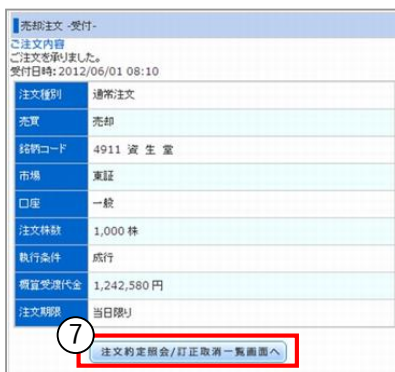 売却注文 -受付-
ご注文内容
ご注文を承りました。
受付日時:2012/06/01 08:10
注文種別 通常注文
売買 売却
銘柄コード 4911 資 生 堂
市場 東証
口座 一般
注文株数 1,000 株
執行条件 成行
概算受渡代金 1,242,580 円
注文期限 当日限り
⑦
注文約定照会/訂正取消一覧画面へ